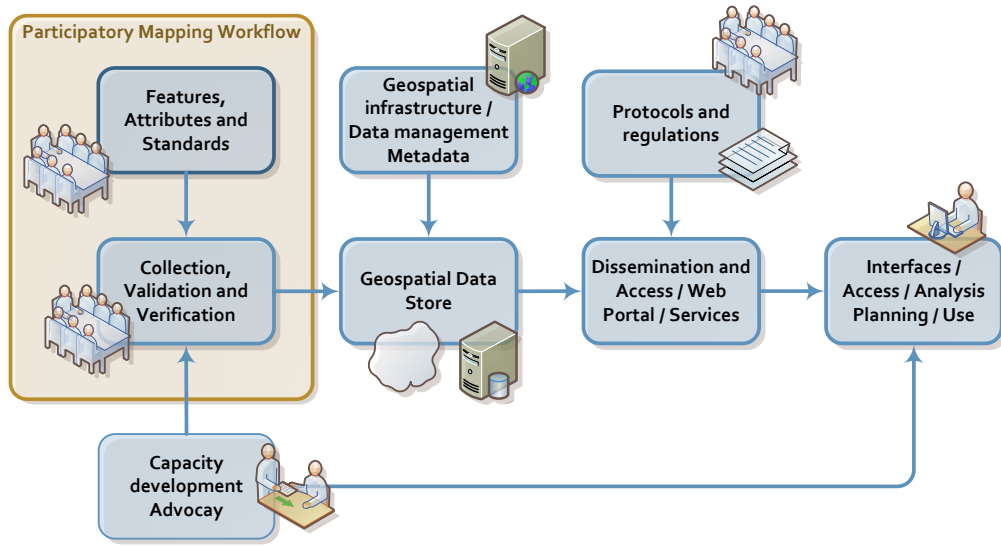 Participatory Mapping Workflow
Features,
Attributes and
Standards
Geospatial
infrastructure /
Data management
Metadata
Protocols and
regulations
Collection,
Validation and
Verification
Geospatial Data
Store
Dissemination and
Access / Web
Portal / Services
Interfaces /
Access / Analysis
Planning / Use
Capacity
development
Advocay